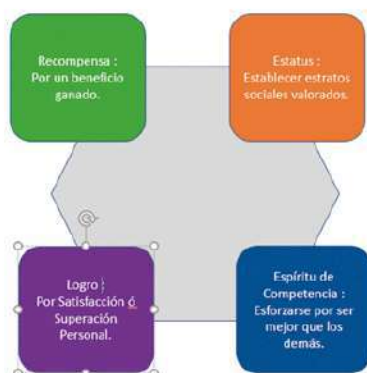 Recompensa :
Por un beneficio
ganado.
Estatus :
Establecer estratos
sociales valorados.
Logro :
Por Satisfacción ó
Superación
Personal.
Espíritu de
Competencia :
Esforzarse por ser
mejor que los
demás.